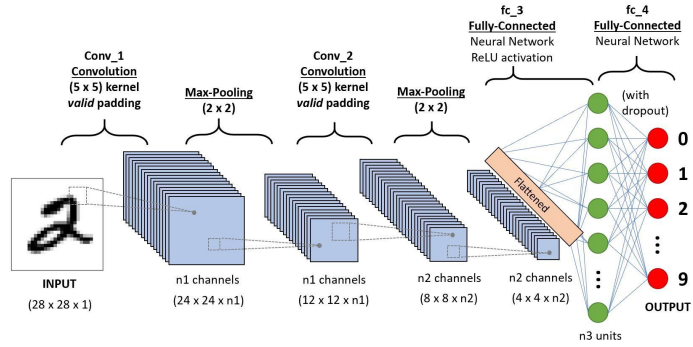 fc_3
Fully-Connected
Neural Network
ReLU activation
fc_4
Fully-Connected
Neural Network
Conv_1
Convolution
(5 x 5) kernel
valid padding
Max-Pooling
(2 x 2)
Conv_2
Convolution
(5 x 5) kernel
valid padding
Max-Pooling
(2 x 2)
(with
dropout)
Flattened
0
1
2
9
INPUT
(28 x 28 x 1)
n1 channels
(24 x 24 x n1)
n1 channels
(12 x 12 x n1)
n2 channels
(8 x 8 x n2)
n2 channels
(4 x 4 x n2)
OUTPUT
n3 units
2